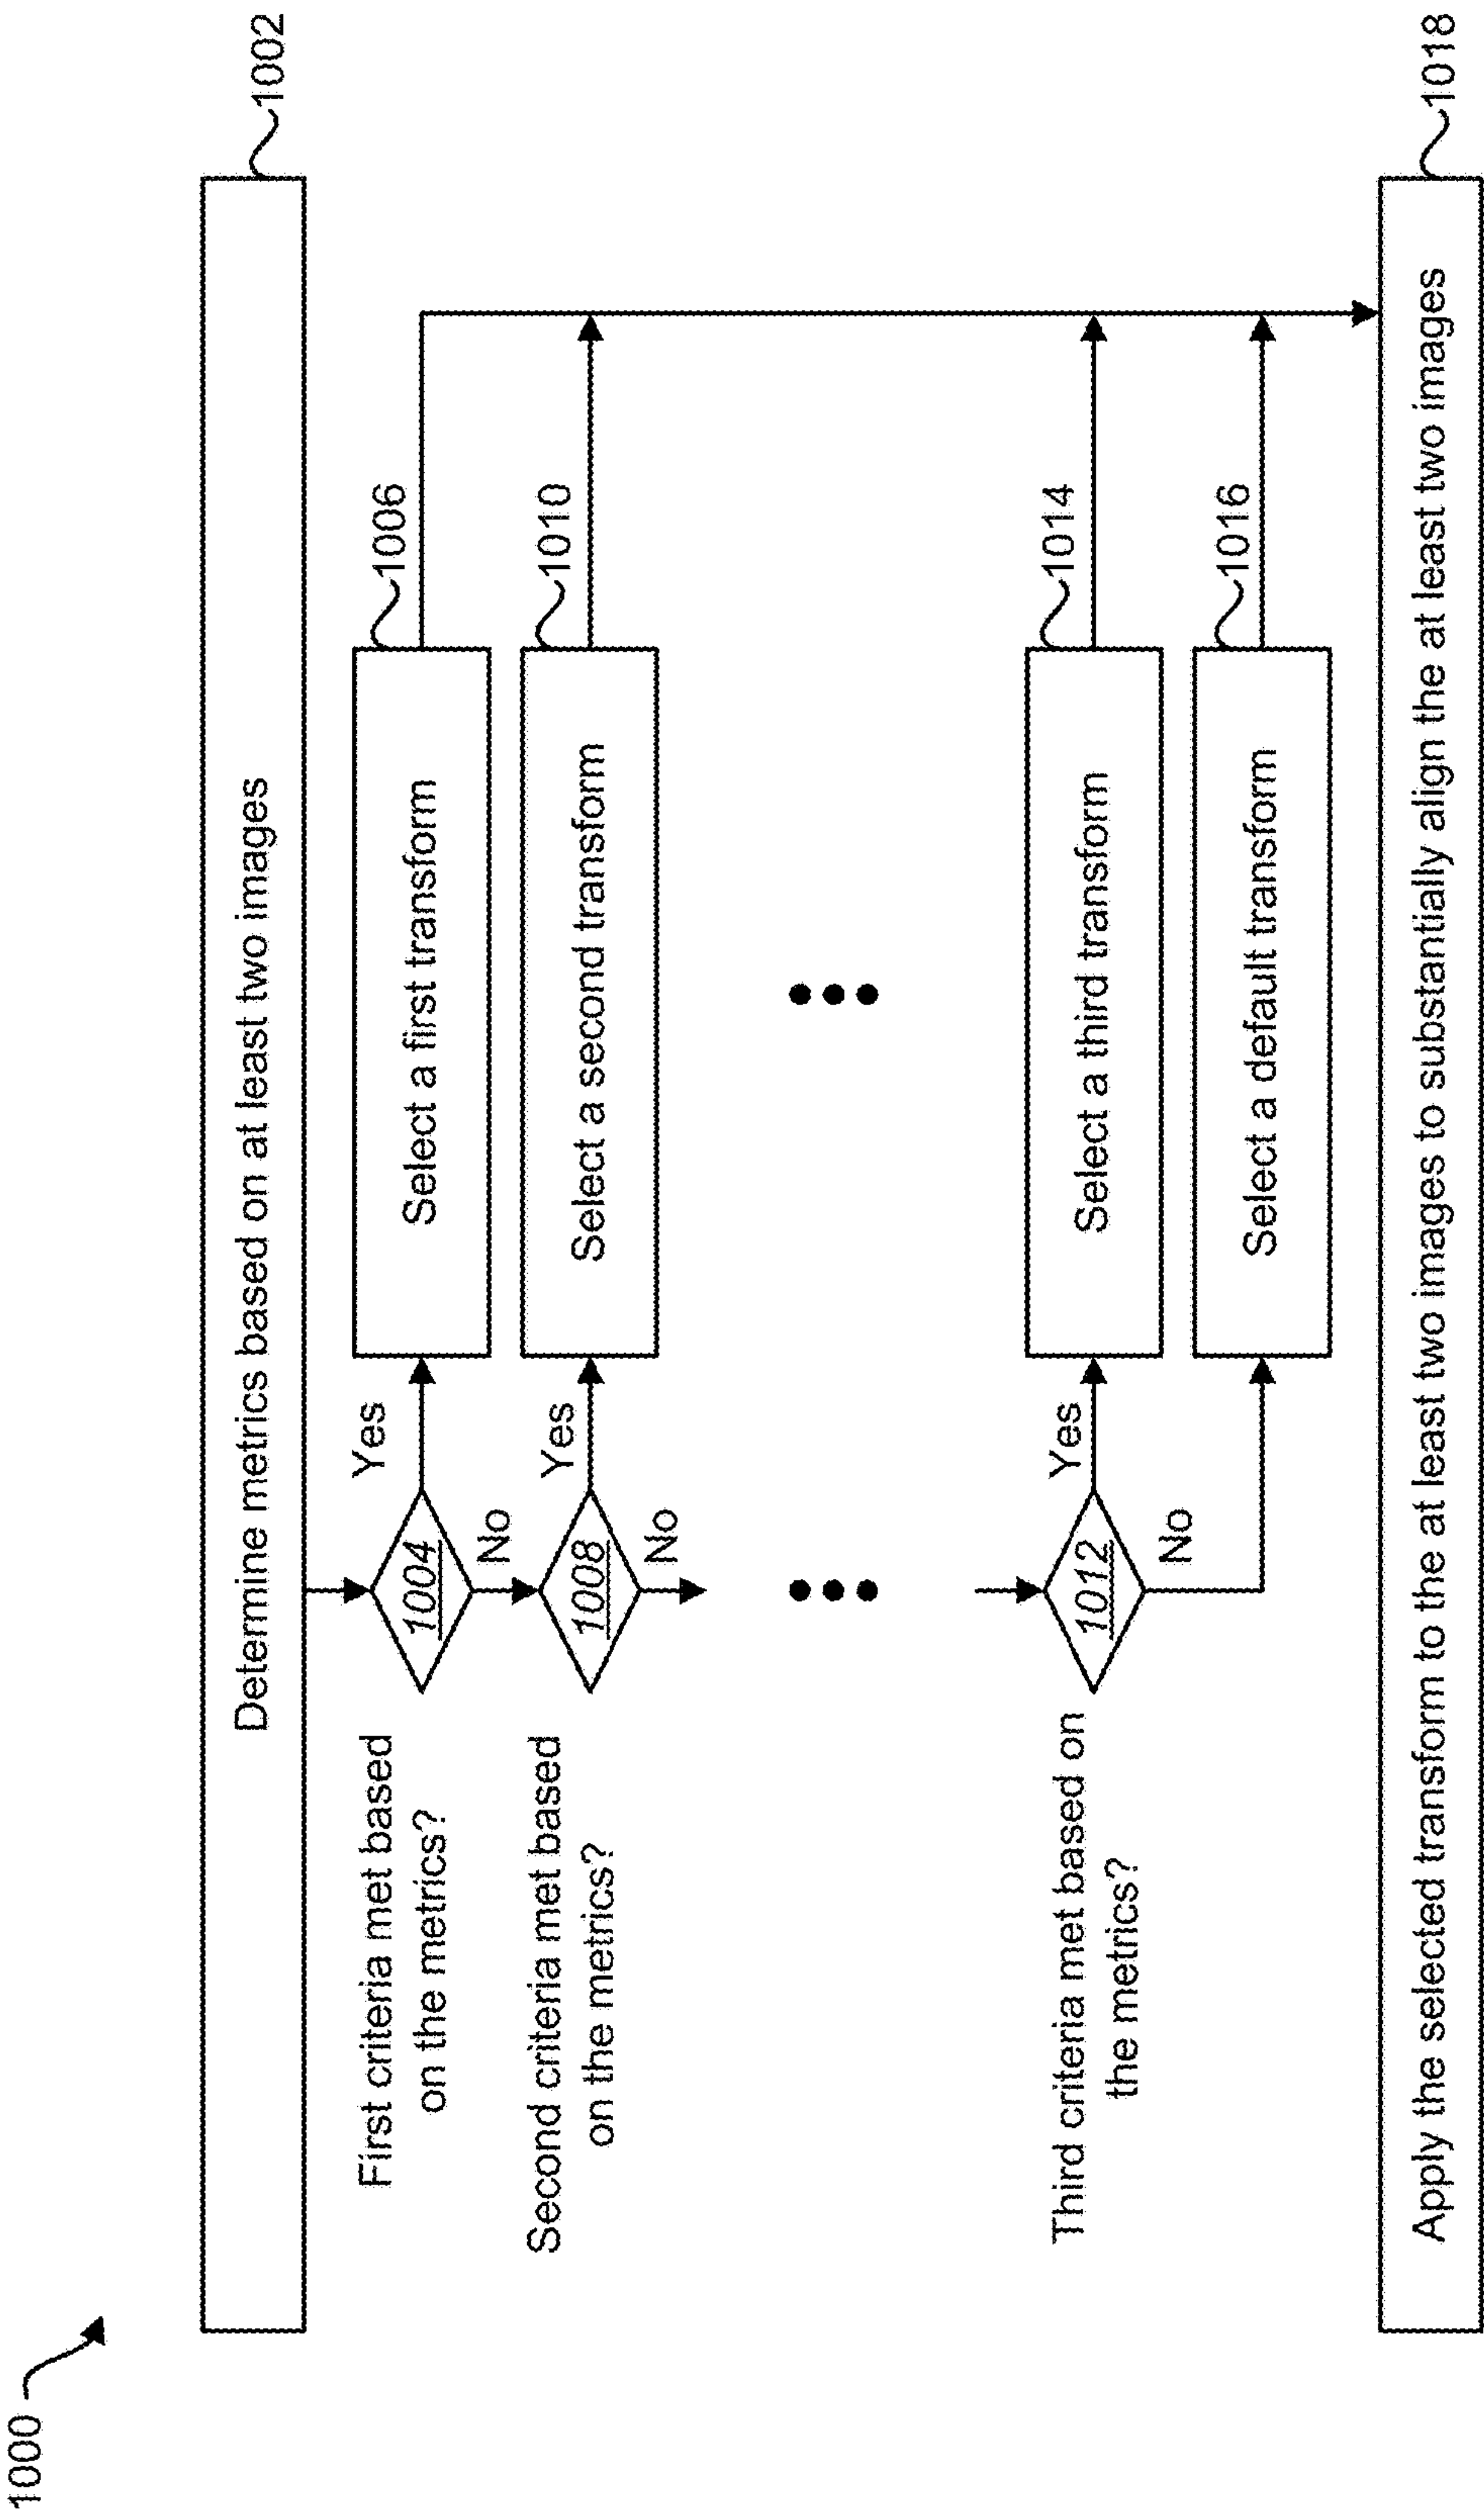 1000
Determine metrics based on at least two images
1002
First criteria met based
on the metrics?
1004
Yes
No
Select a first transform
1006
Second criteria met based
on the metrics?
1008
Yes
No
Select a second transform
1010
Third criteria met based on
the metrics?
1012
Yes
No
Select a third transform
1014
Select a default transform
1016
Apply the selected transform to the at least two images to substantially align the at least two images
1018